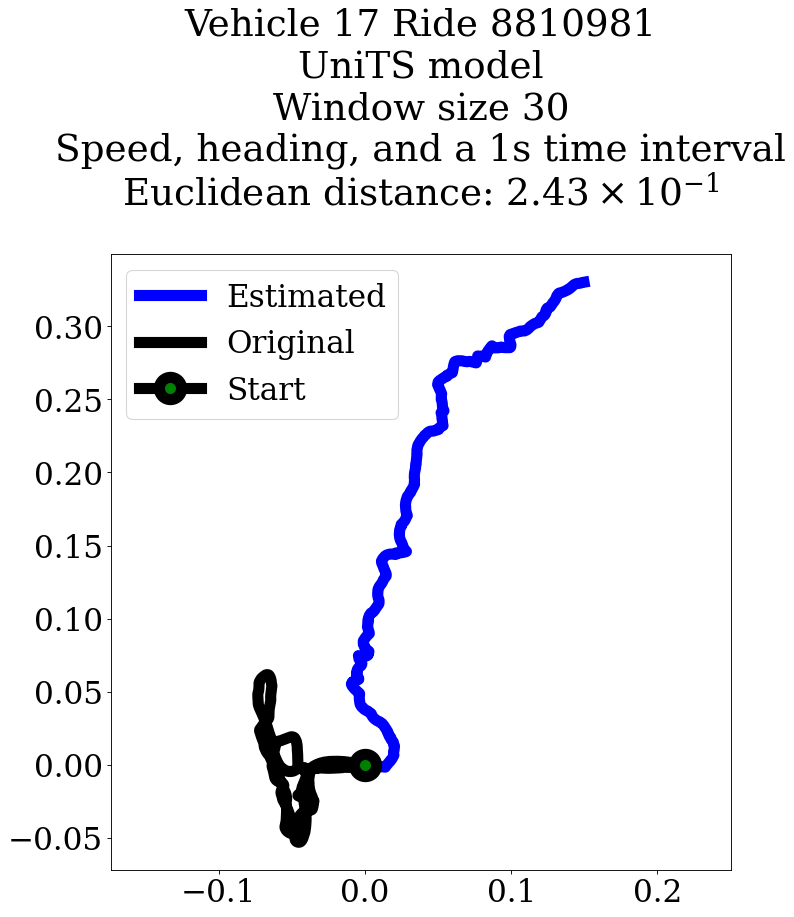 Vehicle 17 Ride 8810981
UniTS model
Window size 30
Speed, heading, and a 1s time interval
Euclidean distance: 2.43 × 10⁻¹
Estimated
Original
Start
0.30
0.25
0.20
0.15
0.10
0.05
0.00
−0.05
−0.1 0.0 0.1 0.2